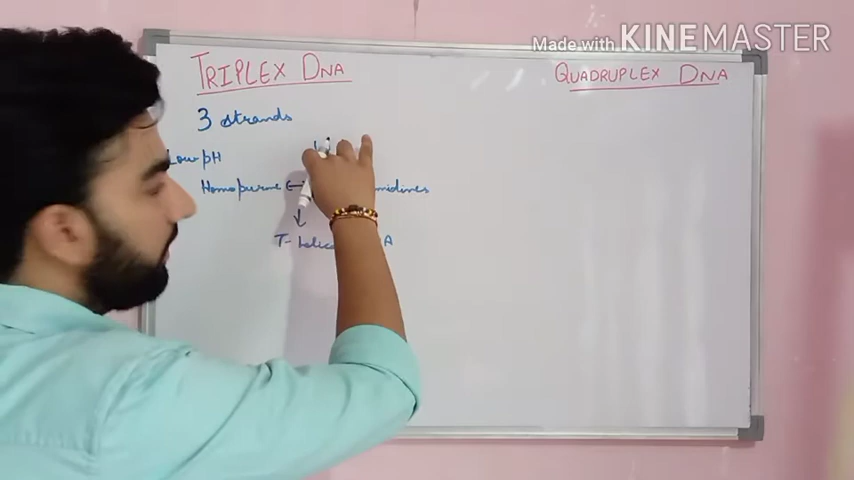 Made with KINEMASTER
TRIPLEX DNA
QUADRUPLEX DNA
3 strands
Low pH
Homopurine
T-
A